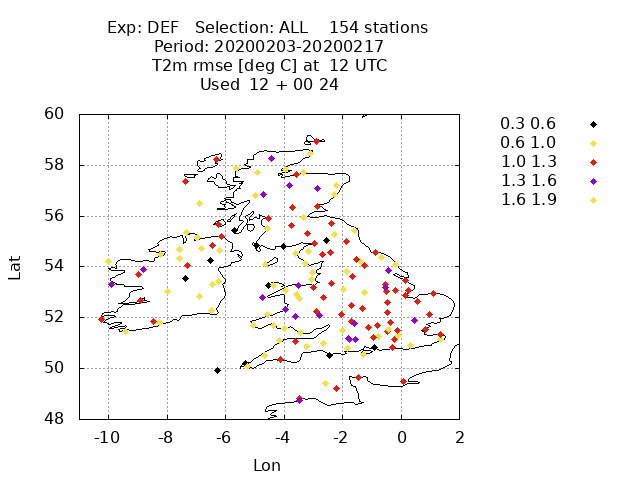 Exp: DEF Selection: ALL 154 stations
Period: 20200203-20200217
T2m rmse [deg C] at 12 UTC
Used 12 + 00 24
60
58
56
54
52
50
48
Lat
-10 -8 -6 -4 -2 0 2
Lon
0.3 0.6
0.6 1.0
1.0 1.3
1.3 1.6
1.6 1.9